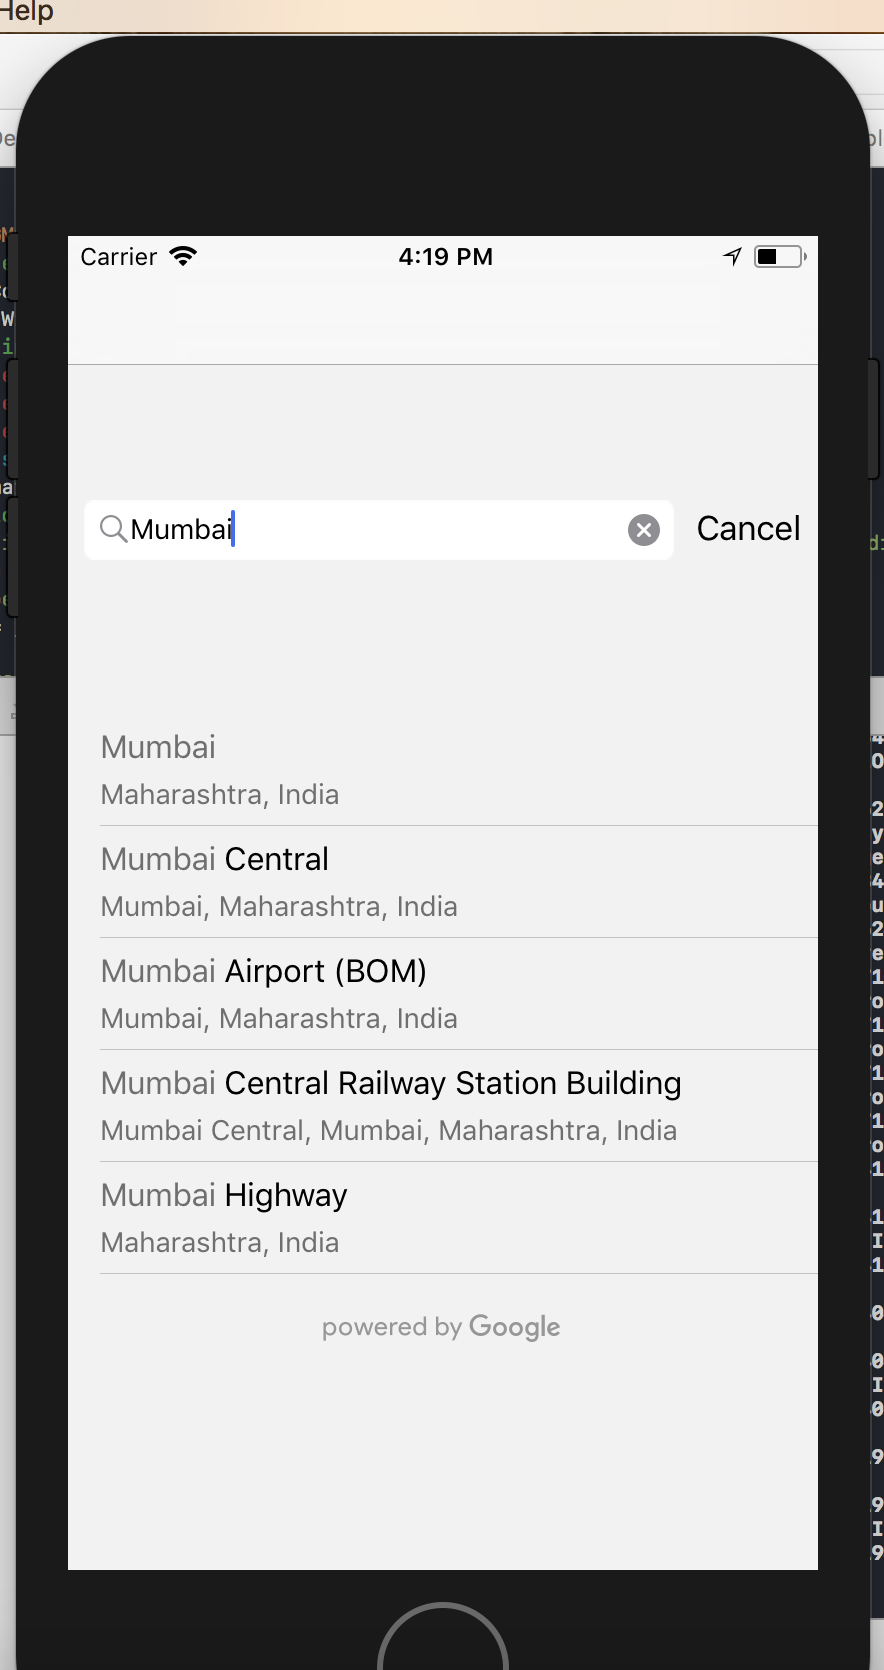 Help
Carrier 4:19 PM
Mumbai Cancel
Mumbai
Maharashtra, India
Mumbai Central
Mumbai, Maharashtra, India
Mumbai Airport (BOM)
Mumbai, Maharashtra, India
Mumbai Central Railway Station Building
Mumbai Central, Mumbai, Maharashtra, India
Mumbai Highway
Maharashtra, India
powered by Google